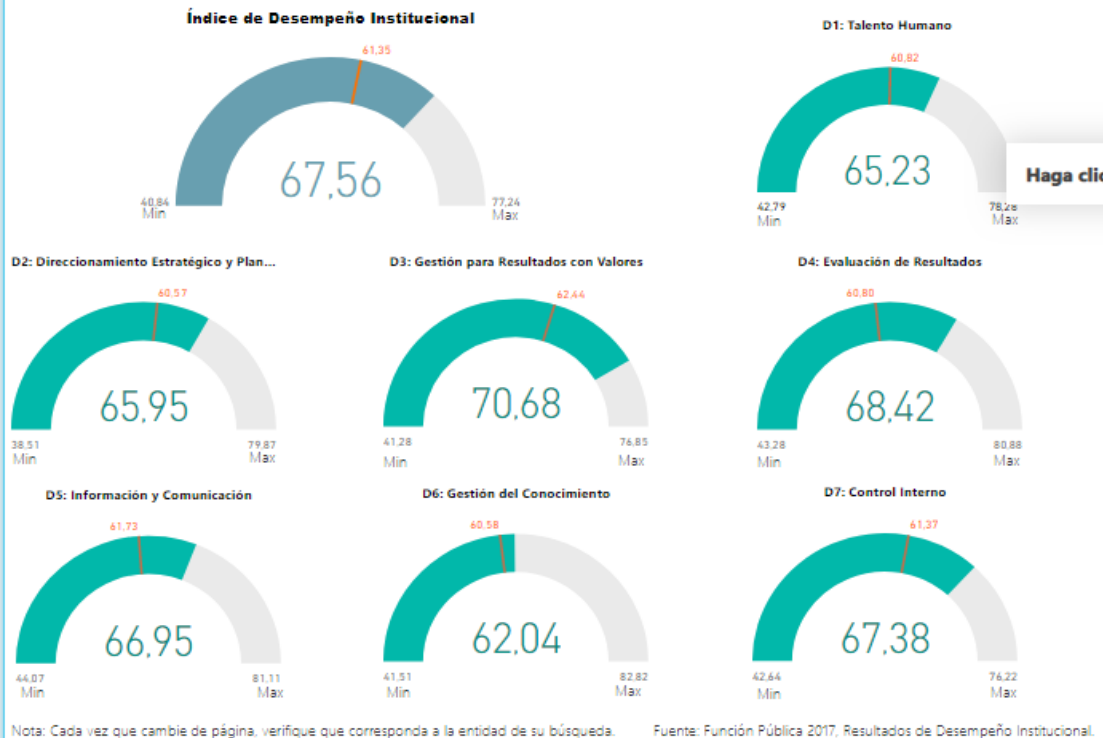 Índice de Desempeño Institucional
61,35
67,56
40,84
Min
77,24
Max
D1: Talento Humano
60,82
65,23
42,79
Min
78,28
Max
Haga clic
D2: Direccionamiento Estratégico y Plan...
60,57
65,95
38,51
Min
79,87
Max
D3: Gestión para Resultados con Valores
62,44
70,68
41,28
Min
76,85
Max
D4: Evaluación de Resultados
60,80
68,42
43,28
Min
80,88
Max
D5: Información y Comunicación
61,73
66,95
44,07
Min
81,11
Max
D6: Gestión del Conocimiento
60,58
62,04
41,51
Min
82,82
Max
D7: Control Interno
61,37
67,38
42,64
Min
76,22
Max
Nota: Cada vez que cambie de página, verifique que corresponda a la entidad de su búsqueda.
Fuente: Función Pública 2017, Resultados de Desempeño Institucional.